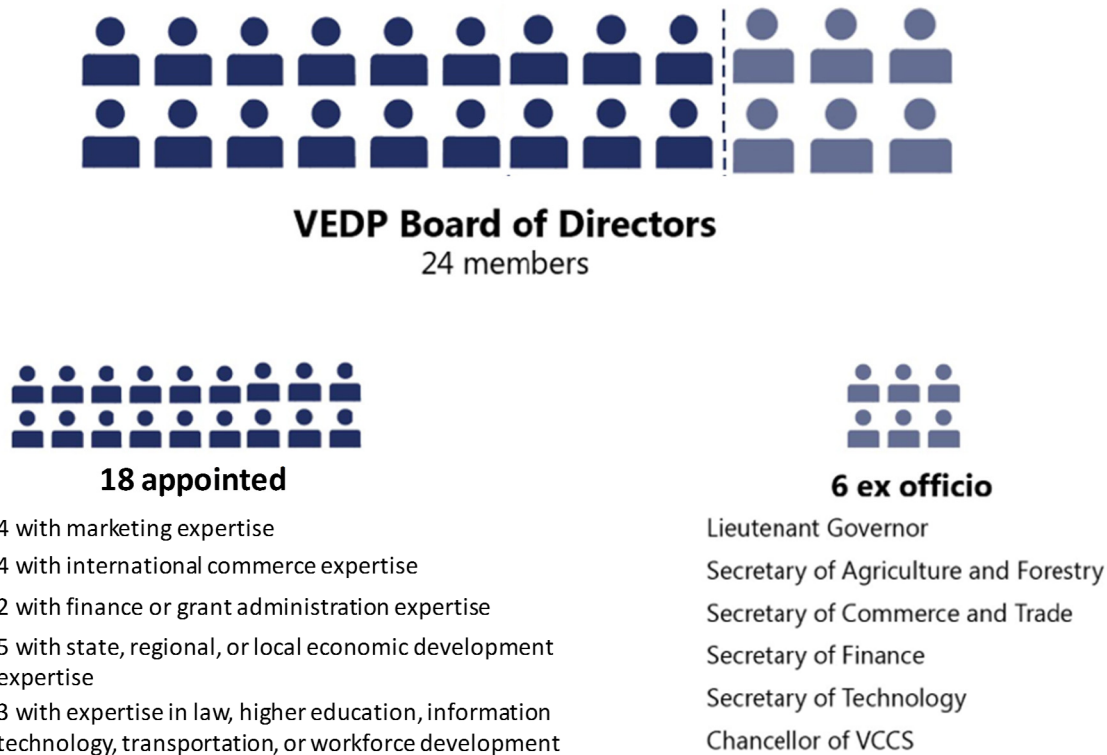 VEDP Board of Directors
24 members
18 appointed
4 with marketing expertise
4 with international commerce expertise
2 with finance or grant administration expertise
5 with state, regional, or local economic development
expertise
3 with expertise in law, higher education, information
technology, transportation, or workforce development
6 ex officio
Lieutenant Governor
Secretary of Agriculture and Forestry
Secretary of Commerce and Trade
Secretary of Finance
Secretary of Technology
Chancellor of VCCS